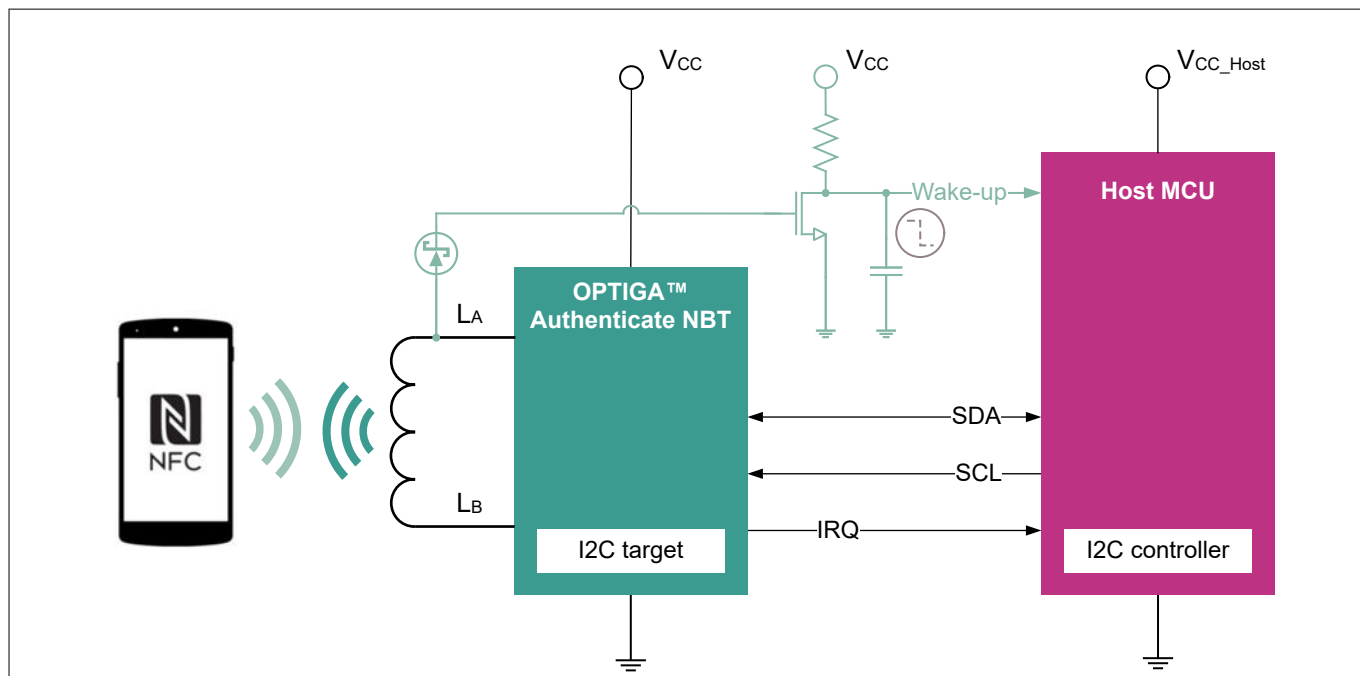 VCC
VCC
VCC_Host
Wake-up
Host MCU
OPTIGA™
Authenticate NBT
LA
NFC
SDA
SCL
LB
IRQ
I2C target
I2C controller